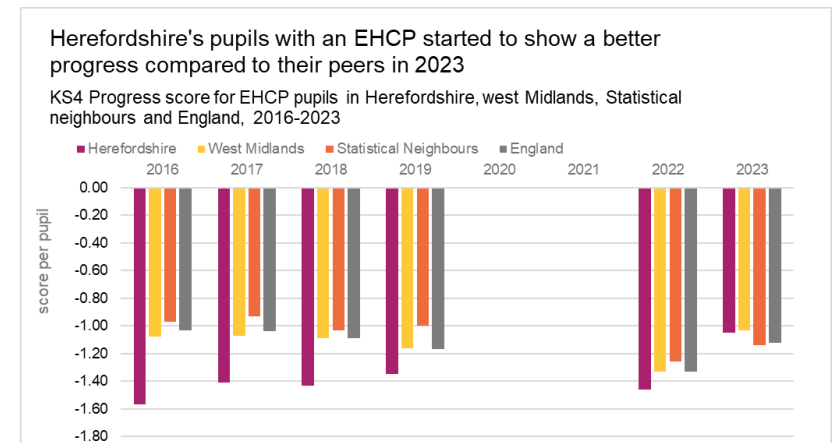 Herefordshire's pupils with an EHCP started to show a better
progress compared to their peers in 2023
KS4 Progress score for EHCP pupils in Herefordshire, west Midlands, Statistical
neighbours and England, 2016-2023
Herefordshire West Midlands Statistical Neighbours England
2016 2017 2018 2019 2020 2021 2022 2023
score per pupil
0.00
-0.20
-0.40
-0.60
-0.80
-1.00
-1.20
-1.40
-1.60
-1.80